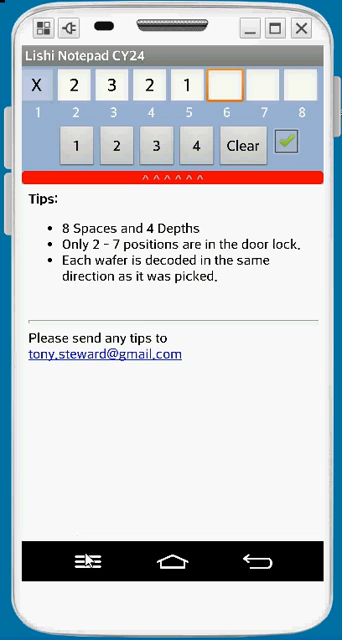 Lishi Notepad CY24
X 2 3 2 1
1 2 3 4 5 6 7 8
1 2 3 4 Clear
^ ^ ^ ^ ^ ^
Tips:
• 8 Spaces and 4 Depths
• Only 2 - 7 positions are in the door lock.
• Each wafer is decoded in the same
direction as it was picked.
Please send any tips to
tony.steward@gmail.com